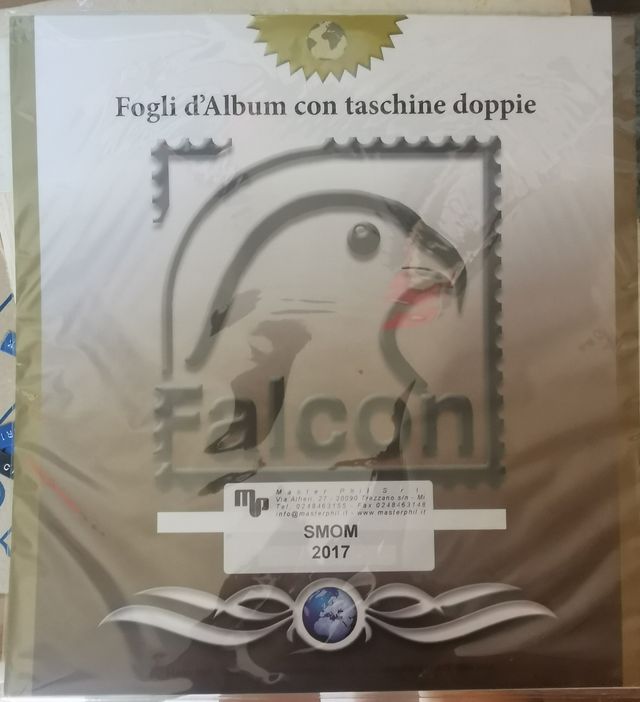 Fogli d'Album con taschine doppie
Falcon
MP
Master Phil S.r.l.
Via Alfieri, 27 - 20090 Trezzano s/n - Mi
Tel. 0248463155 - Fax 0248463148
info@masterphil.it - www.masterphil.it
SMOM
2017